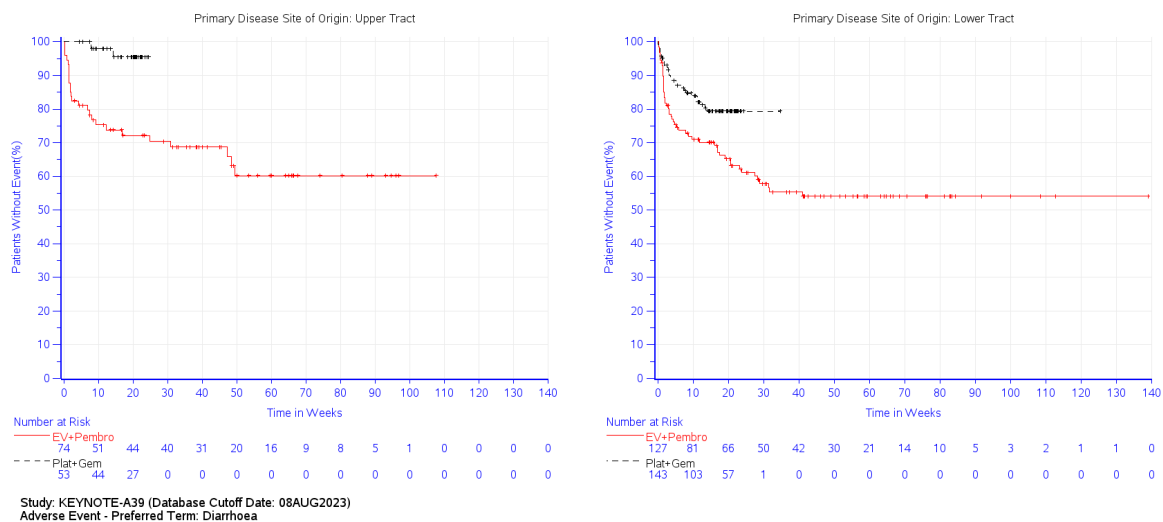 Primary Disease Site of Origin: Upper Tract
Patients Without Event(%)
100
90
80
70
60
50
40
30
20
10
0
0 10 20 30 40 50 60 70 80 90 100 110 120 130 140
Time in Weeks
Number at Risk
EV+Pembro
74 51 44 40 31 20 16 9 8 5 1 0 0 0 0
Plat+Gem
53 44 27 0 0 0 0 0 0 0 0 0 0 0 0
Primary Disease Site of Origin: Lower Tract
Patients Without Event(%)
100
90
80
70
60
50
40
30
20
10
0
0 10 20 30 40 50 60 70 80 90 100 110 120 130 140
Time in Weeks
Number at Risk
EV+Pembro
127 81 66 50 42 30 21 14 10 5 3 2 1 1 0
Plat+Gem
143 103 57 1 0 0 0 0 0 0 0 0 0 0 0
Study: KEYNOTE-A39 (Database Cutoff Date: 08AUG2023)
Adverse Event - Preferred Term: Diarrhoea